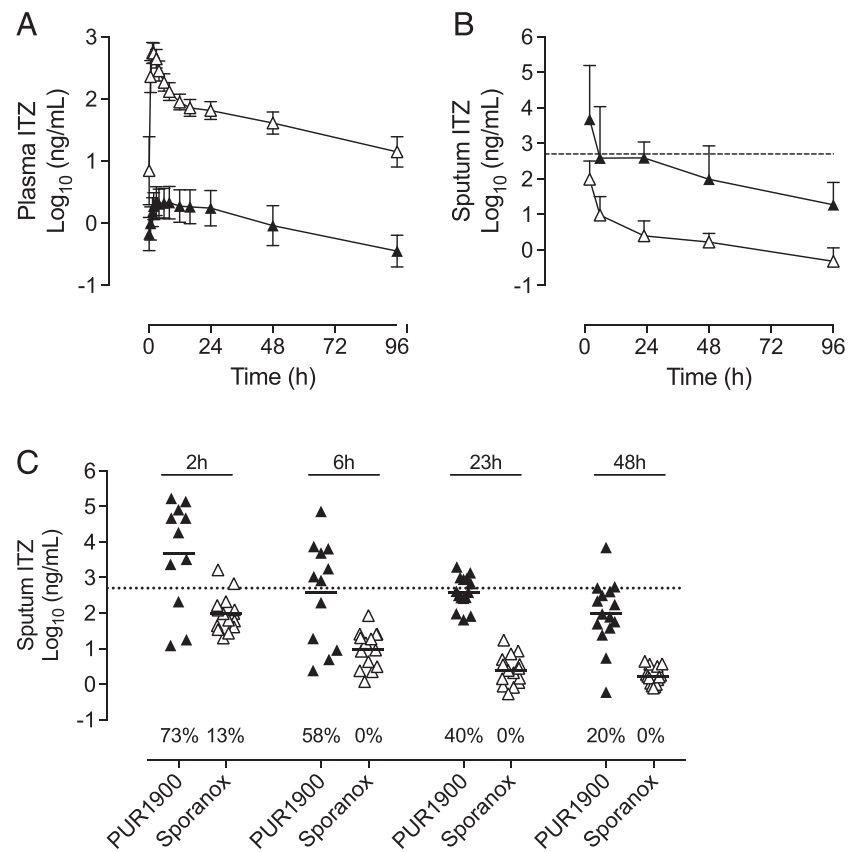 A
Plasma ITZ
Log10 (ng/mL)
3
2
1
0
-1
0 24 48 72 96
Time (h)
B
Sputum ITZ
Log10 (ng/mL)
6
5
4
3
2
1
0
-1
0 24 48 72 96
Time (h)
C
Sputum ITZ
Log10 (ng/mL)
6
5
4
3
2
1
0
-1
2h 6h 23h 48h
73% 13% 58% 0% 40% 0% 20% 0%
PUR1900 Sporanox PUR1900 Sporanox PUR1900 Sporanox PUR1900 Sporanox